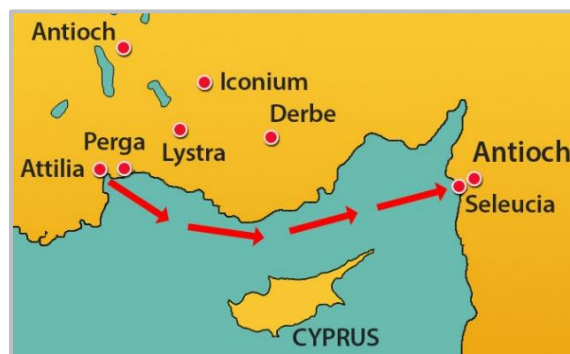 Antioch
Iconium
Derbe
Perga
Lystra
Attilia
Antioch
Seleucia
CYPRUS